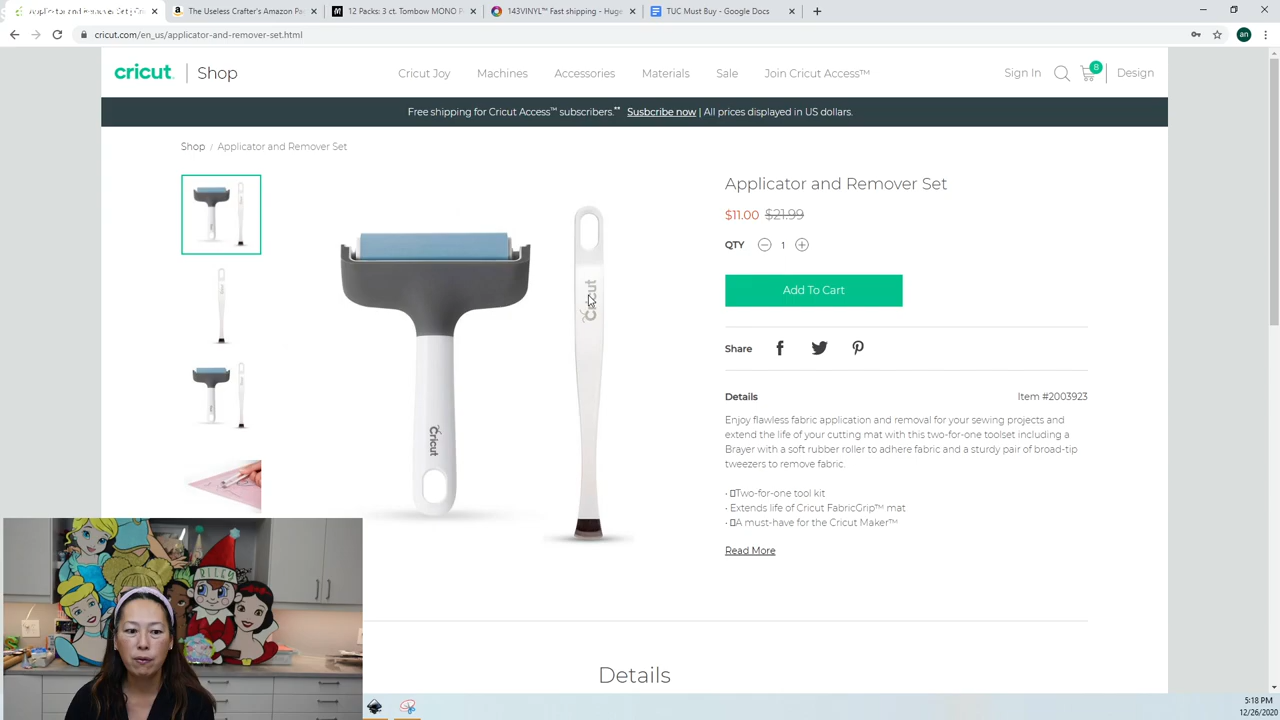 The Useless Crafter's Amazon Pa
12 Packs: 3 ct. Tombow MONO P
143VINYL™ Fast shipping - Huge
TUC Must Buy - Google Docs
cricut.com/en_us/applicator-and-remover-set.html
an
cricut
Shop
Cricut Joy
Machines
Accessories
Materials
Sale
Join Cricut Access™
Sign In
8
Design
Free shipping for Cricut Access™ subscribers.** Susbcribe now | All prices displayed in US dollars.
Shop / Applicator and Remover Set
Applicator and Remover Set
$11.00 $21.99
QTY 1
Add To Cart
Share
Details
Item #2003923
Enjoy flawless fabric application and removal for your sewing projects and
extend the life of your cutting mat with this two-for-one toolset including a
Brayer with a soft rubber roller to adhere fabric and a sturdy pair of broad-tip
tweezers to remove fabric.
• Two-for-one tool kit
• Extends life of Cricut FabricGrip™ mat
• A must-have for the Cricut Maker™
Read More
Cricut
Cricut
RILEY
Details
5:18 PM
12/26/2020